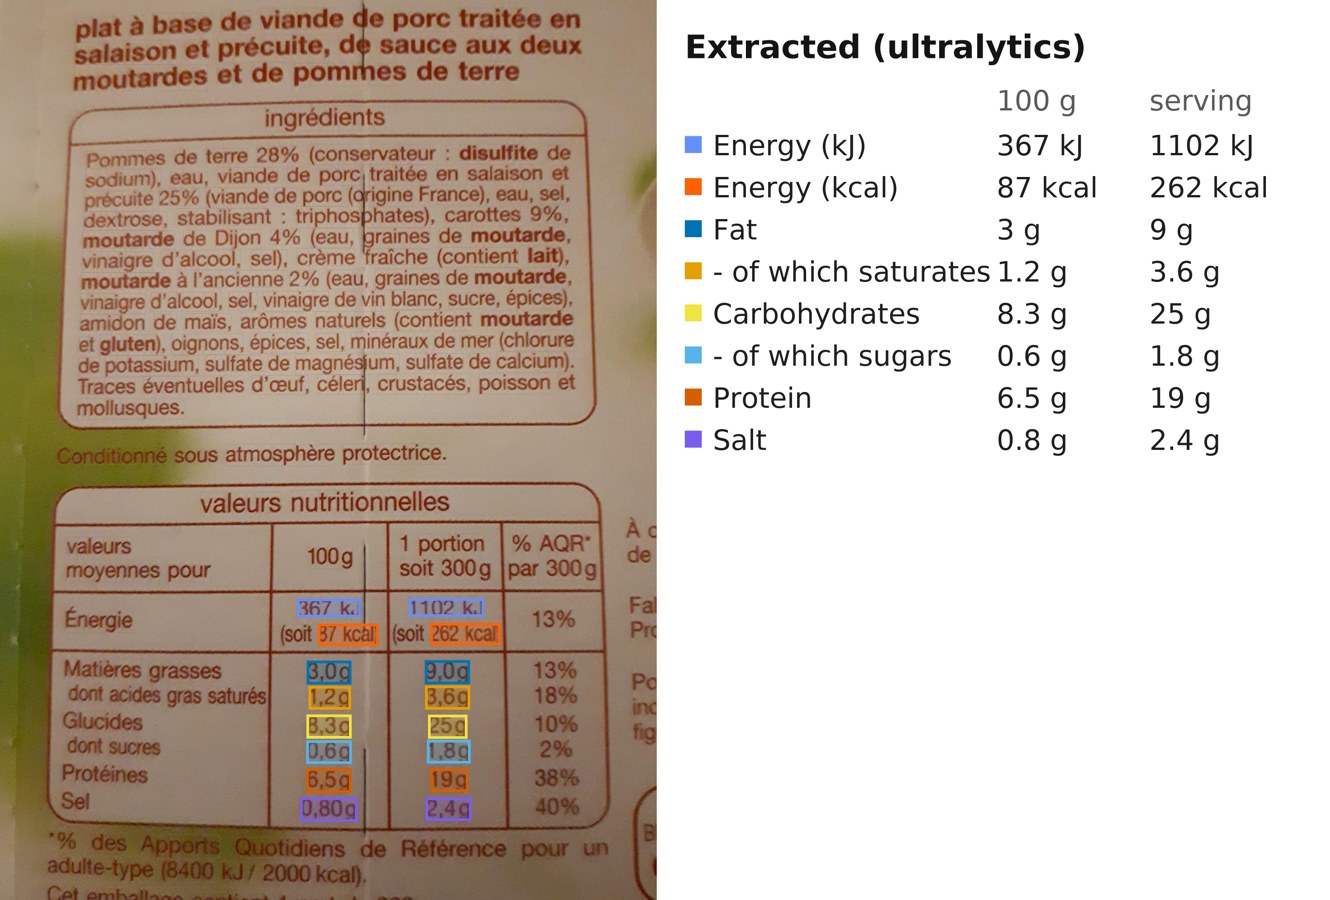 plat à base de viande de porc traitée en
salaison et précuite, de sauce aux deux
moutardes et de pommes de terre
ingrédients
Pommes de terre 28% (conservateur : disulfite de
sodium), eau, viande de porc traitée en salaison et
précuite 25% (viande de porc (origine France), eau, sel,
dextrose, stabilisant : triphosphates), carottes 9%,
moutarde de Dijon 4% (eau, graines de moutarde,
vinaigre d'alcool, sel), crème fraîche (contient lait),
moutarde à l'ancienne 2% (eau, graines de moutarde,
vinaigre d'alcool, sel, vinaigre de vin blanc, sucre, épices),
amidon de maïs, arômes naturels (contient moutarde
et gluten), oignons, épices, sel, minéraux de mer (chlorure
de potassium, sulfate de magnésium, sulfate de calcium).
Traces éventuelles d'œuf, céleri, crustacés, poisson et
mollusques.
Conditionné sous atmosphère protectrice.
valeurs nutritionnelles
valeurs moyennes pour 100g 1 portion soit 300g % AQR* par 300g
Énergie 367 kJ (soit 87 kcal) 1102 kJ (soit 262 kcal) 13%
Matières grasses 3,0g 9,0g 13%
dont acides gras saturés 1,2g 3,6g 18%
Glucides 8,3g 25g 10%
dont sucres 0,6g 1,8g 2%
Protéines 6,5g 19g 38%
Sel 0,80g 2,4g 40%
*% des Apports Quotidiens de Référence pour un
adulte-type (8400 kJ / 2000 kcal).
Cet emballage contient
À
de
Extracted (ultralytics)
100 g serving
Energy (kJ) 367 kJ 1102 kJ
Energy (kcal) 87 kcal 262 kcal
Fat 3 g 9 g
- of which saturates 1.2 g 3.6 g
Carbohydrates 8.3 g 25 g
- of which sugars 0.6 g 1.8 g
Protein 6.5 g 19 g
Salt 0.8 g 2.4 g